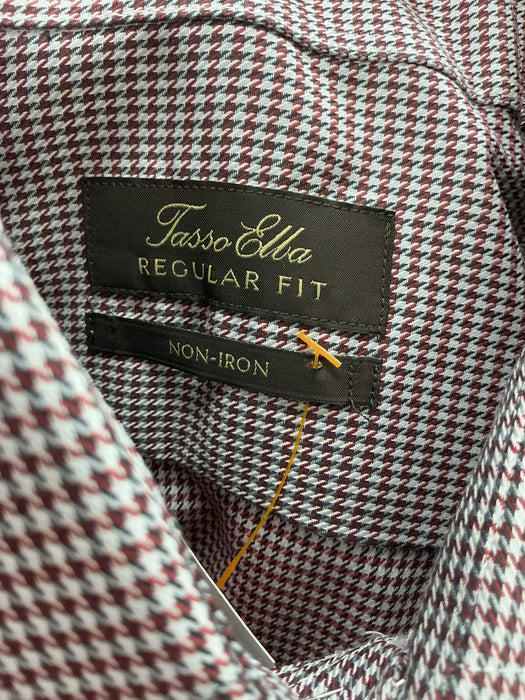 Tasso Elba
REGULAR FIT
NON-IRON